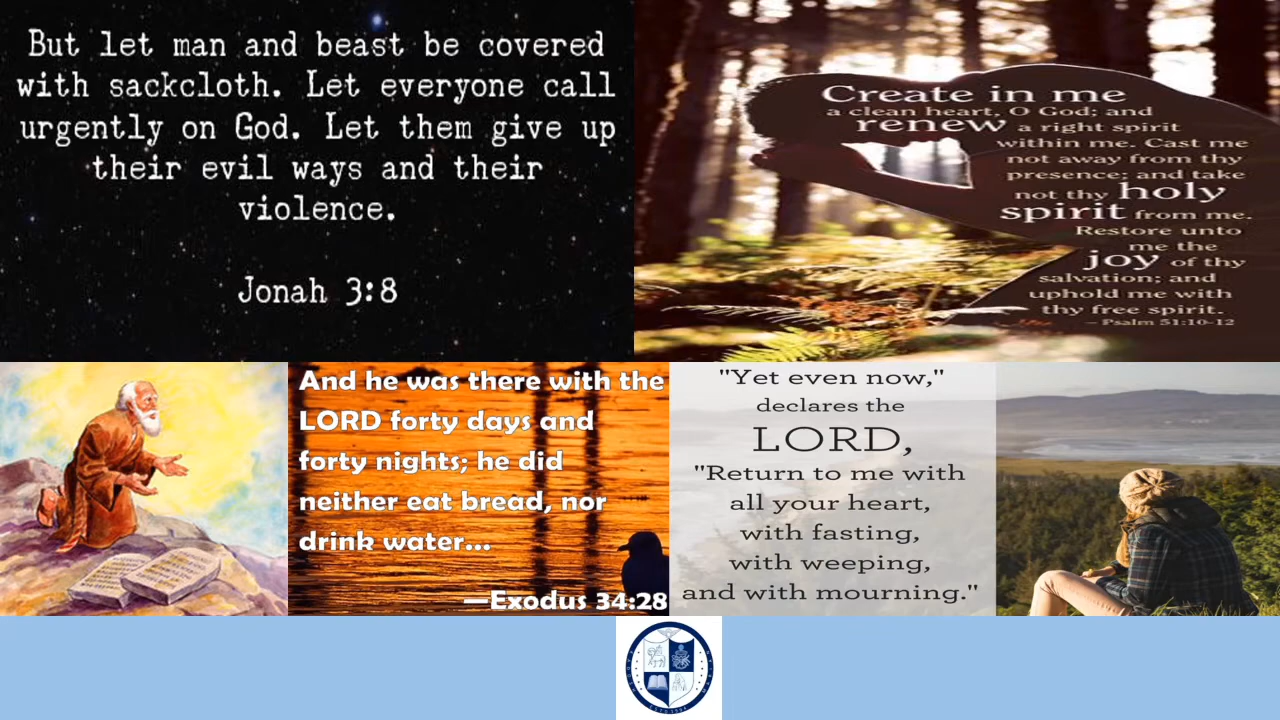 But let man and beast be covered
with sackcloth. Let everyone call
urgently on God. Let them give up
their evil ways and their
violence.
Jonah 3:8
Create in me
a clean heart, O God; and
renew a right spirit
within me. Cast me
not away from thy
presence; and take
not thy holy
spirit from me.
Restore unto
me the
joy of thy
salvation; and
uphold me with
thy free spirit.
– Psalm 51:10-12
And he was there with the
LORD forty days and
forty nights; he did
neither eat bread, nor
drink water...
—Exodus 34:28
"Yet even now,"
declares the
LORD,
"Return to me with
all your heart,
with fasting,
with weeping,
and with mourning."